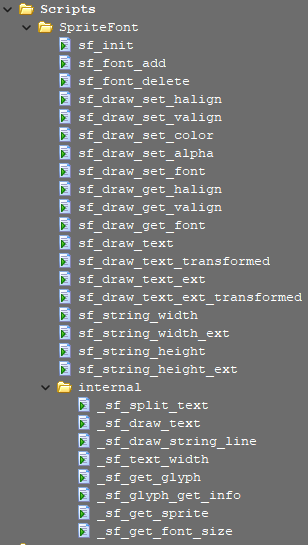 Scripts
SpriteFont
sf_init
sf_font_add
sf_font_delete
sf_draw_set_halign
sf_draw_set_valign
sf_draw_set_color
sf_draw_set_alpha
sf_draw_set_font
sf_draw_get_halign
sf_draw_get_valign
sf_draw_get_font
sf_draw_text
sf_draw_text_transformed
sf_draw_text_ext
sf_draw_text_ext_transformed
sf_string_width
sf_string_width_ext
sf_string_height
sf_string_height_ext
internal
_sf_split_text
_sf_draw_text
_sf_draw_string_line
_sf_text_width
_sf_get_glyph
_sf_glyph_get_info
_sf_get_sprite
_sf_get_font_size